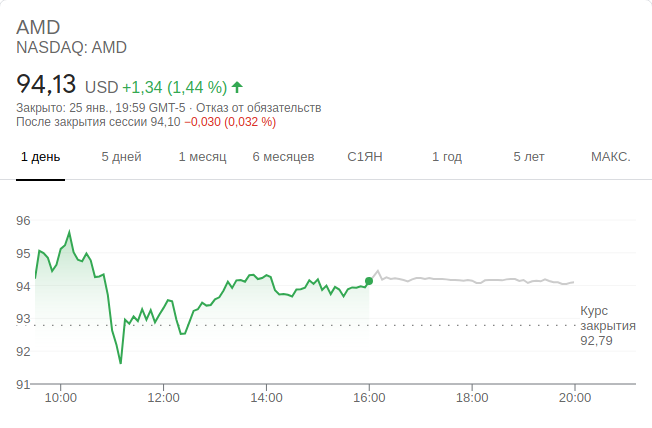 AMD
NASDAQ: AMD
94,13 USD +1,34 (1,44 %)
Закрыто: 25 янв., 19:59 GMT-5 · Отказ от обязательств
После закрытия сессии 94,10 −0,030 (0,032 %)
1 день 5 дней 1 месяц 6 месяцев С1ЯН 1 год 5 лет МАКС.
96
95
94
93
92
91
Курс
закрытия
92,79
10:00 12:00 14:00 16:00 18:00 20:00